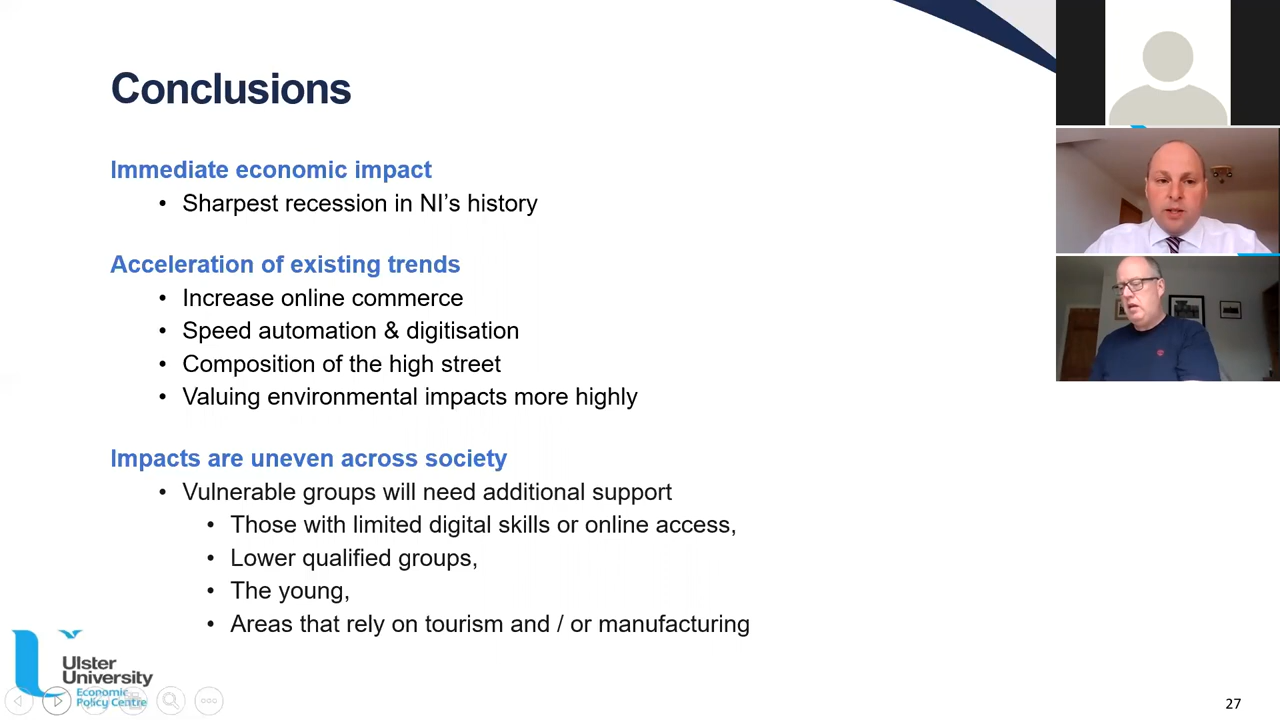 Conclusions
Immediate economic impact
• Sharpest recession in NI’s history
Acceleration of existing trends
• Increase online commerce
• Speed automation & digitisation
• Composition of the high street
• Valuing environmental impacts more highly
Impacts are uneven across society
• Vulnerable groups will need additional support
• Those with limited digital skills or online access,
• Lower qualified groups,
• The young,
• Areas that rely on tourism and / or manufacturing
Ulster
University
Economic
Policy Centre
27